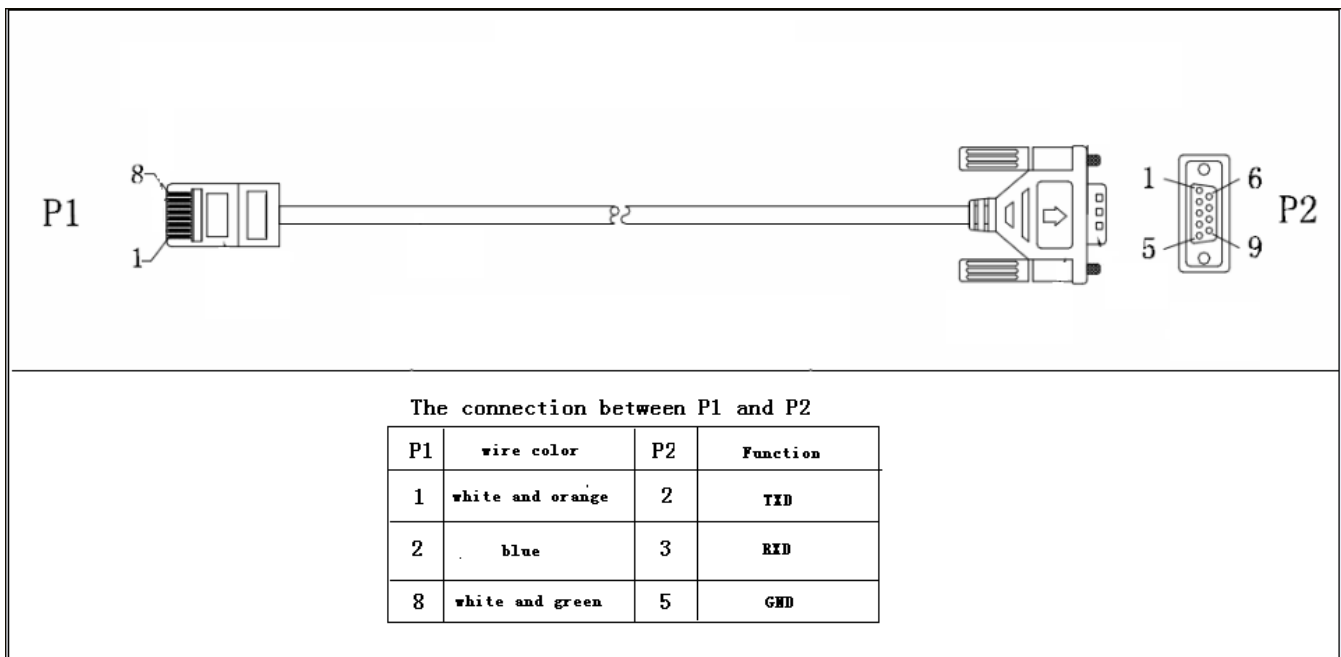 8
1
P1
1 6
5 9
P2
The connection between P1 and P2
P1 wire color P2 Function
1 white and orange 2 TXD
2 blue 3 RXD
8 white and green 5 GND